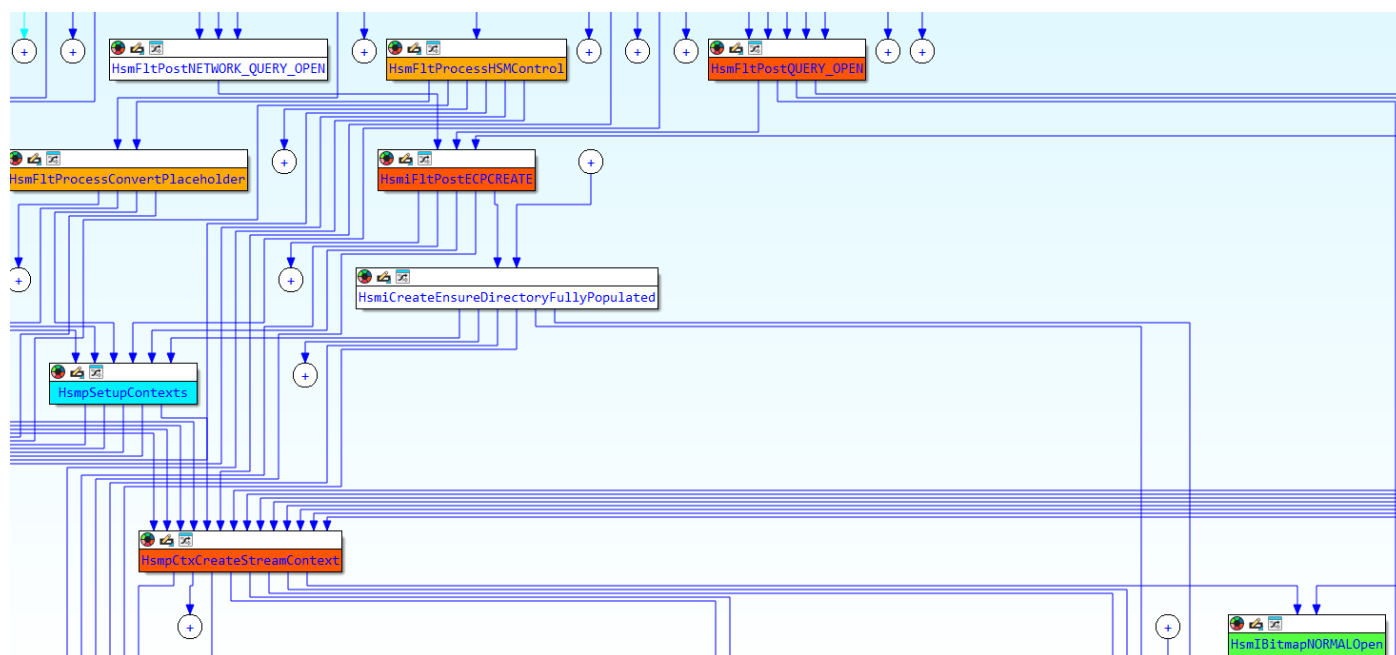 HsmFltPostNETWORK_QUERY_OPEN
HsmFltProcessHSMControl
HsmFltPostQUERY_OPEN
HsmFltProcessConvertPlaceholder
HsmiFltPostECPCREATE
HsmiCreateEnsureDirectoryFullyPopulated
HsmpSetupContexts
HsmpCtxCreateStreamContext
HsmIBitmapNORMALOpen